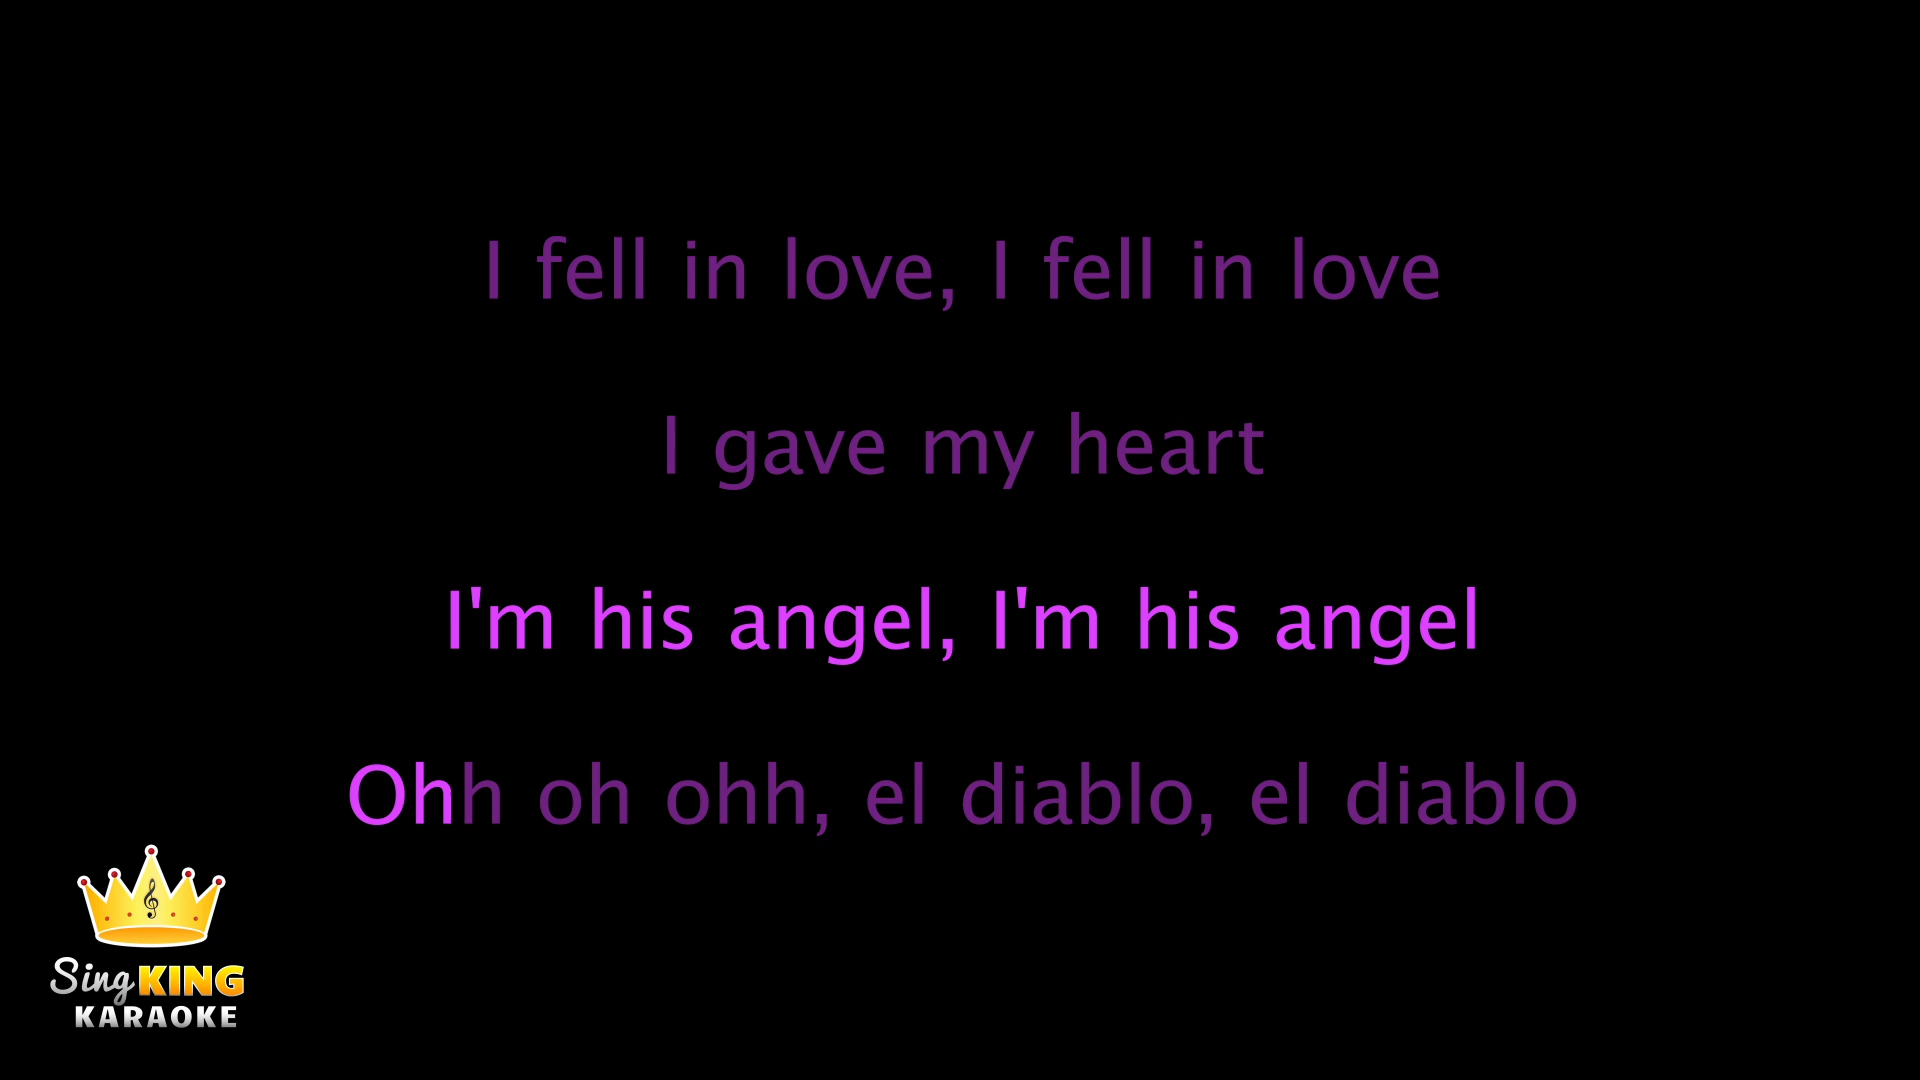 I fell in love, I fell in love
I gave my heart
I'm his angel, I'm his angel
Ohh oh ohh, el diablo, el diablo
Sing KING
KARAOKE